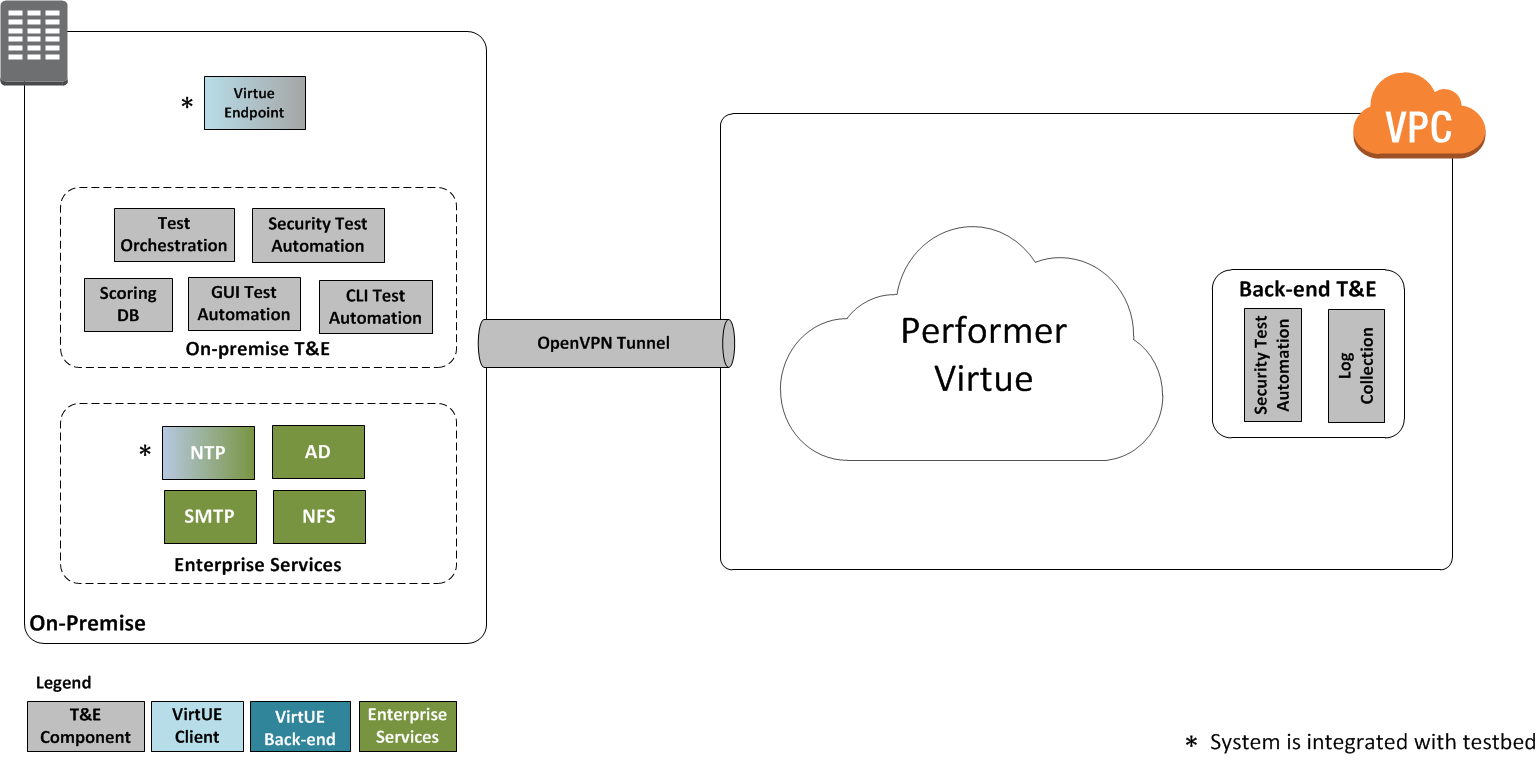 VPC
* Virtue
Endpoint
Test
Orchestration
Security Test
Automation
Scoring
DB
GUI Test
Automation
CLI Test
Automation
On-premise T&E
OpenVPN Tunnel
Performer
Virtue
Back-end T&E
Security Test
Automation
Log
Collection
* NTP
AD
SMTP
NFS
Enterprise Services
On-Premise
Legend
T&E
Component
VirtUE
Client
VirtUE
Back-end
Enterprise
Services
* System is integrated with testbed